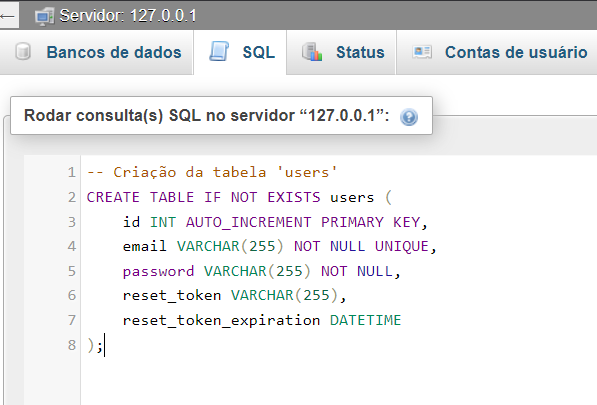 Servidor: 127.0.0.1
Bancos de dados SQL Status Contas de usuário
Rodar consulta(s) SQL no servidor “127.0.0.1”:
1 -- Criação da tabela 'users'
2 CREATE TABLE IF NOT EXISTS users (
3 id INT AUTO_INCREMENT PRIMARY KEY,
4 email VARCHAR(255) NOT NULL UNIQUE,
5 password VARCHAR(255) NOT NULL,
6 reset_token VARCHAR(255),
7 reset_token_expiration DATETIME
8 );